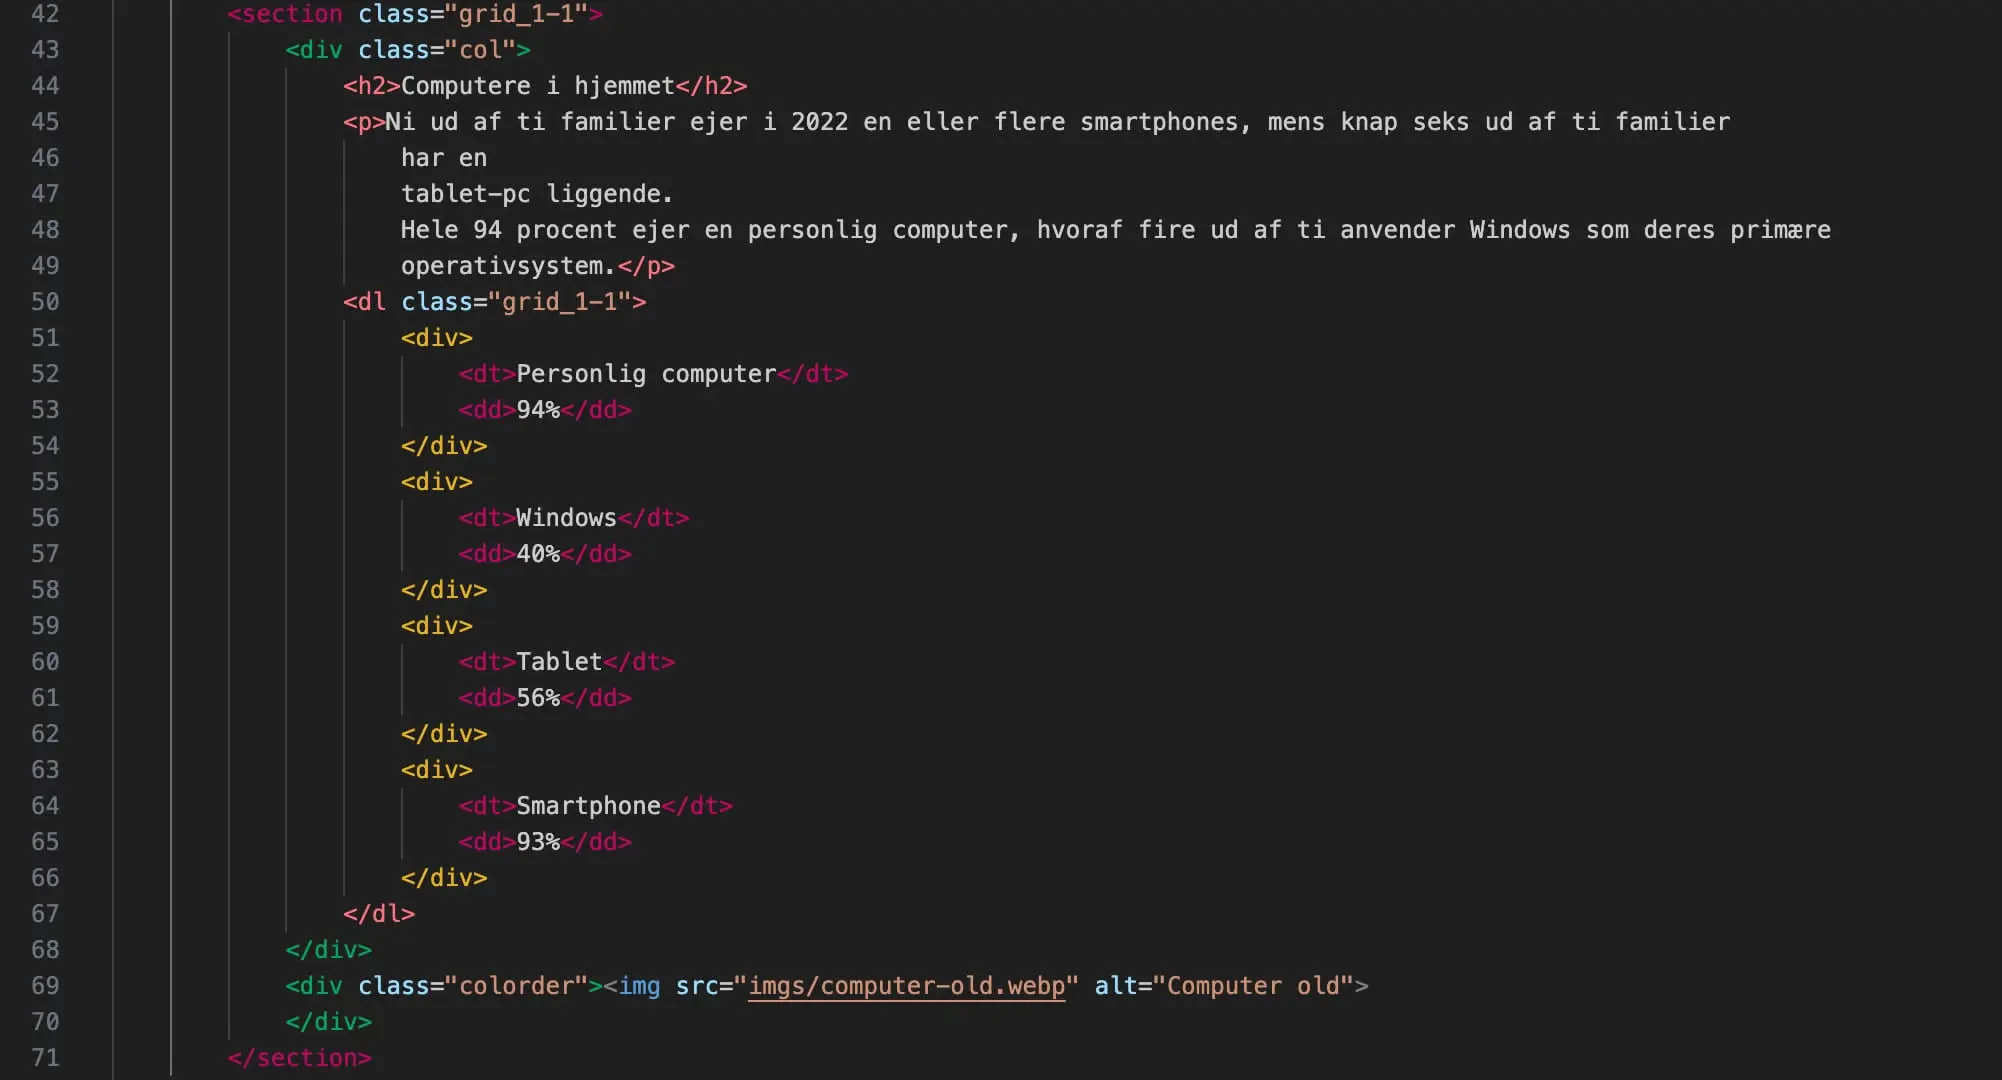 42 <section class="grid_1-1">
43 <div class="col">
44 <h2>Computere i hjemmet</h2>
45 <p>Ni ud af ti familier ejer i 2022 en eller flere smartphones, mens knap seks ud af ti familier
46 har en
47 tablet-pc liggende.
48 Hele 94 procent ejer en personlig computer, hvoraf fire ud af ti anvender Windows som deres primære
49 operativsystem.</p>
50 <dl class="grid_1-1">
51 <div>
52 <dt>Personlig computer</dt>
53 <dd>94%</dd>
54 </div>
55 <div>
56 <dt>Windows</dt>
57 <dd>40%</dd>
58 </div>
59 <div>
60 <dt>Tablet</dt>
61 <dd>56%</dd>
62 </div>
63 <div>
64 <dt>Smartphone</dt>
65 <dd>93%</dd>
66 </div>
67 </dl>
68 </div>
69 <div class="colorder"><img src="imgs/computer-old.webp" alt="Computer old">
70 </div>
71 </section>